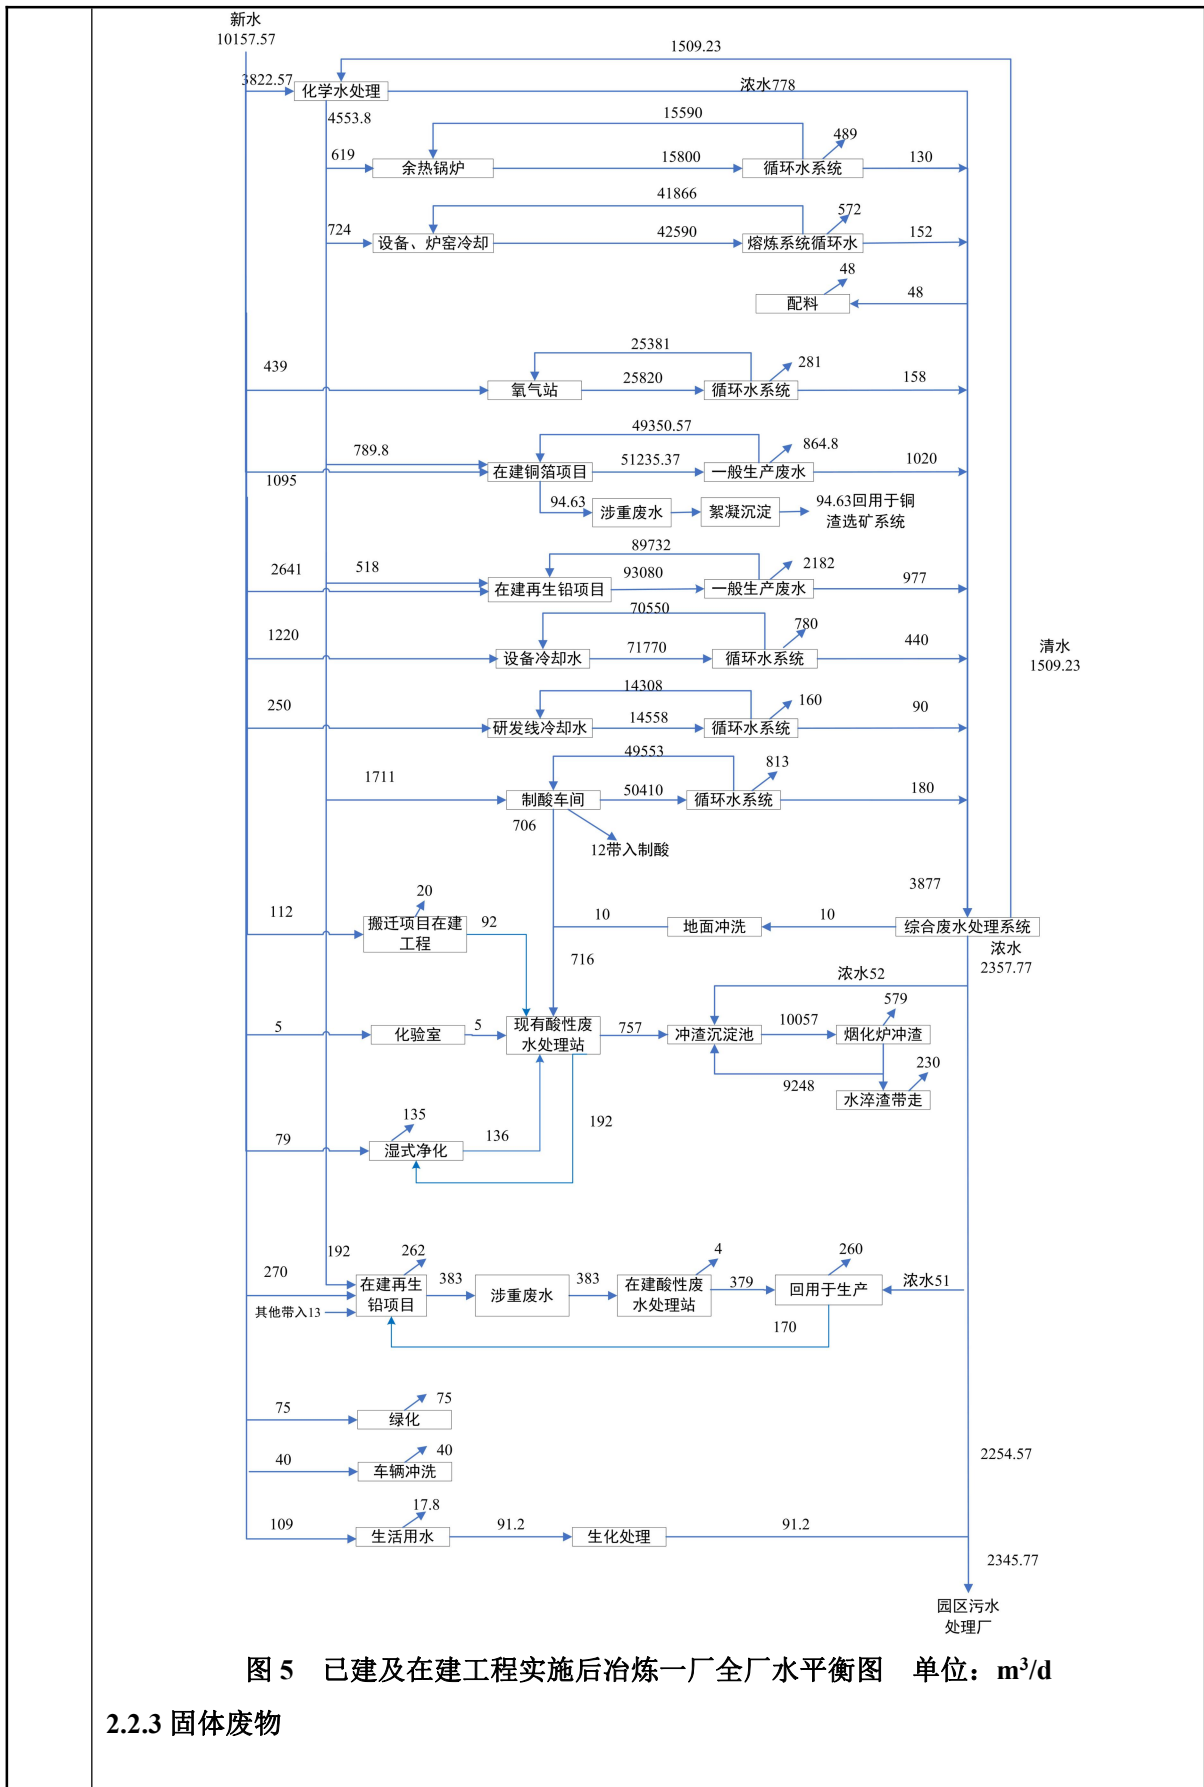 新水
10157.57
1509.23
3822.57
化学水处理
浓水778
4553.8
15590
489
619
余热锅炉
15800
循环水系统
130
41866
572
724
设备、炉窑冷却
42590
熔炼系统循环水
152
48
配料
48
25381
281
439
氧气站
25820
循环水系统
158
49350.57
864.8
789.8
在建铜箔项目
51235.37
一般生产废水
1020
1095
94.63
涉重废水
絮凝沉淀
94.63回用于铜
渣选矿系统
89732
2182
2641
518
在建再生铅项目
93080
一般生产废水
977
70550
780
1220
设备冷却水
71770
循环水系统
440
清水
1509.23
14308
160
250
研发线冷却水
14558
循环水系统
90
49553
813
1711
制酸车间
50410
循环水系统
180
706
12带入制酸
3877
20
112
搬迁项目在建
工程
92
10
地面冲洗
10
综合废水处理系统
浓水
2357.77
716
浓水52
579
5
化验室
5
现有酸性废
水处理站
757
冲渣沉淀池
10057
烟化炉冲渣
9248
230
水淬渣带走
135
192
79
湿式净化
136
192
262
4
260
270
在建再生
铅项目
383
涉重废水
383
在建酸性废
水处理站
379
回用于生产
浓水51
其他带入13
170
75
75
绿化
40
40
车辆冲洗
2254.57
17.8
109
生活用水
91.2
生化处理
91.2
2345.77
园区污水
处理厂
图 5 已建及在建工程实施后冶炼一厂全厂水平衡图 单位：m³/d
2.2.3 固体废物